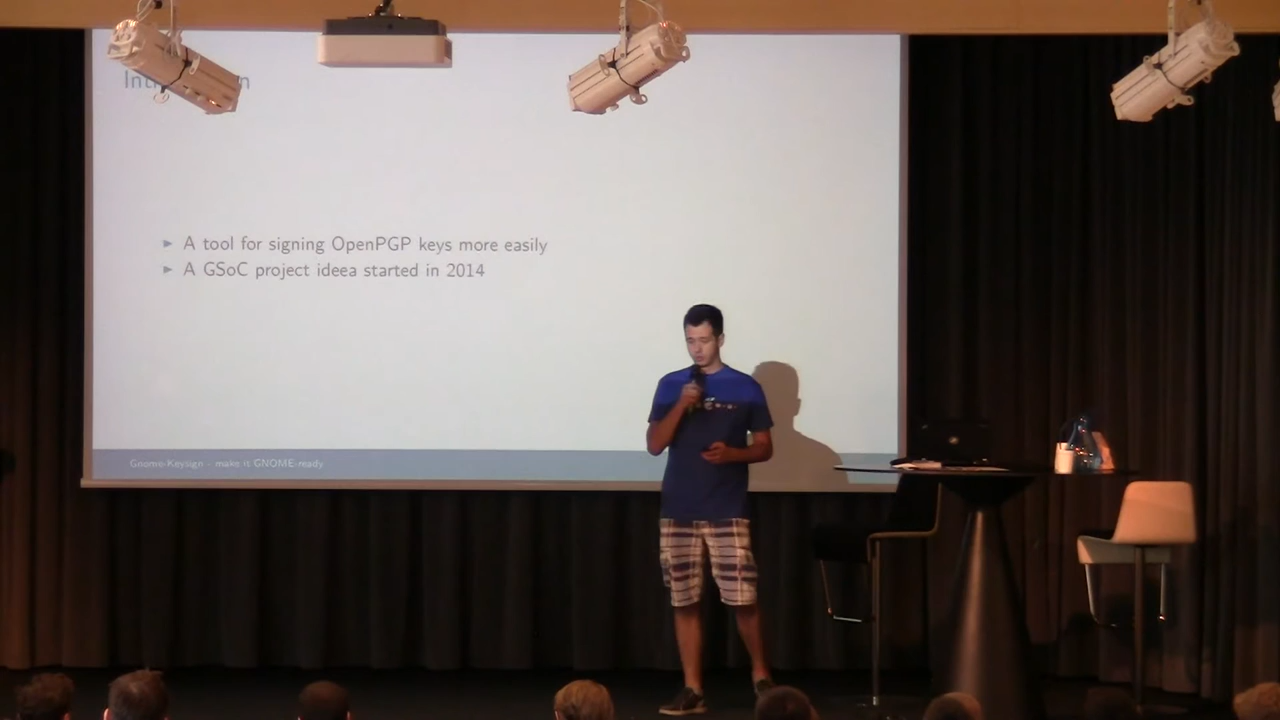 A tool for signing OpenPGP keys more easily
A GSoC project ideea started in 2014
Gnome-Keysign - make it GNOME-ready